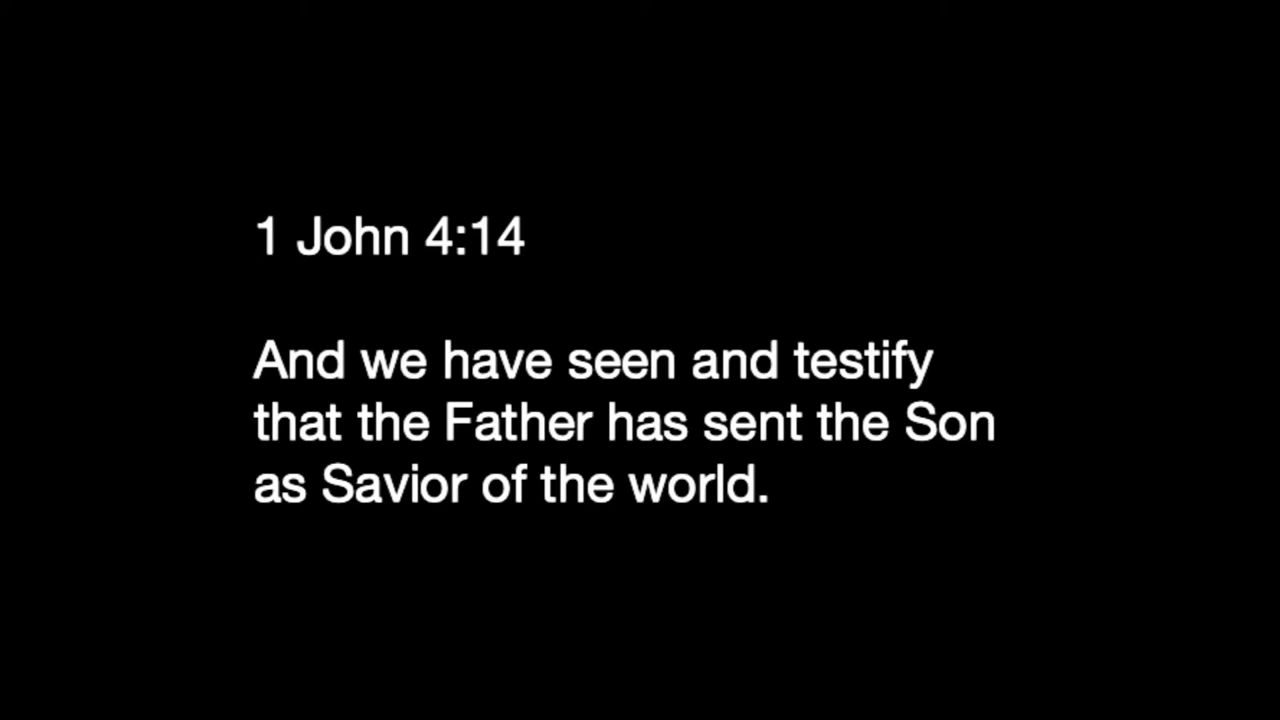 1 John 4:14
And we have seen and testify
that the Father has sent the Son
as Savior of the world.